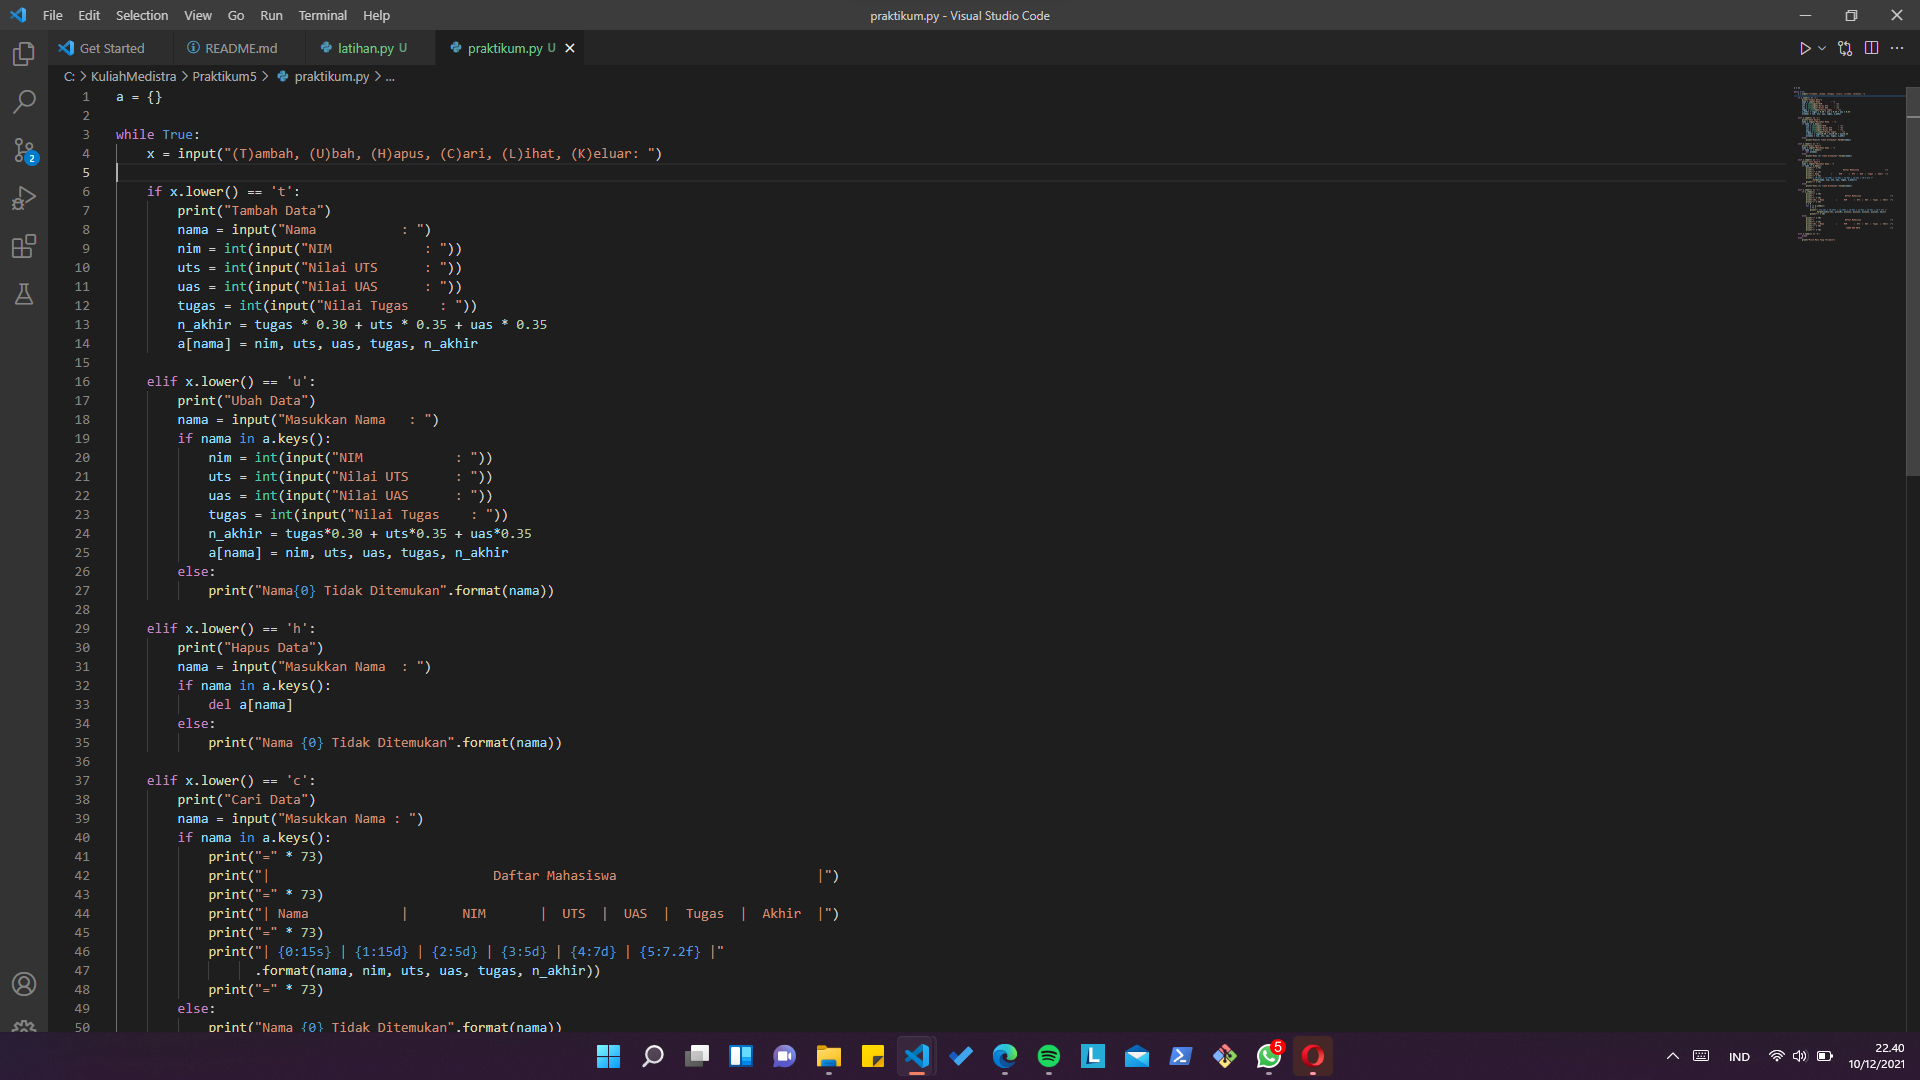 File Edit Selection View Go Run Terminal Help praktikum.py - Visual Studio Code
Get Started README.md latihan.py U praktikum.py U
C: > KuliahMedistra > Praktikum5 > praktikum.py > ...
1 a = {}
2
3 while True:
4     x = input("(T)ambah, (U)bah, (H)apus, (C)ari, (L)ihat, (K)eluar: ")
5
6     if x.lower() == 't':
7         print("Tambah Data")
8         nama = input("Nama           : ")
9         nim = int(input("NIM            : "))
10         uts = int(input("Nilai UTS      : "))
11         uas = int(input("Nilai UAS      : "))
12         tugas = int(input("Nilai Tugas    : "))
13         n_akhir = tugas * 0.30 + uts * 0.35 + uas * 0.35
14         a[nama] = nim, uts, uas, tugas, n_akhir
15
16     elif x.lower() == 'u':
17         print("Ubah Data")
18         nama = input("Masukkan Nama   : ")
19         if nama in a.keys():
20             nim = int(input("NIM            : "))
21             uts = int(input("Nilai UTS      : "))
22             uas = int(input("Nilai UAS      : "))
23             tugas = int(input("Nilai Tugas    : "))
24             n_akhir = tugas*0.30 + uts*0.35 + uas*0.35
25             a[nama] = nim, uts, uas, tugas, n_akhir
26         else:
27             print("Nama{0} Tidak Ditemukan".format(nama))
28
29     elif x.lower() == 'h':
30         print("Hapus Data")
31         nama = input("Masukkan Nama  : ")
32         if nama in a.keys():
33             del a[nama]
34         else:
35             print("Nama {0} Tidak Ditemukan".format(nama))
36
37     elif x.lower() == 'c':
38         print("Cari Data")
39         nama = input("Masukkan Nama : ")
40         if nama in a.keys():
41             print("=" * 73)
42             print("|                             Daftar Mahasiswa                          |")
43             print("=" * 73)
44             print("| Nama            |       NIM       |  UTS  |  UAS  |  Tugas  |  Akhir  |")
45             print("=" * 73)
46             print("| {0:15s} | {1:15d} | {2:5d} | {3:5d} | {4:7d} | {5:7.2f} |"
47                   .format(nama, nim, uts, uas, tugas, n_akhir))
48             print("=" * 73)
49         else:
50             print("Nama {0} Tidak Ditemukan".format(nama))
2
5
IND
22.40
10/12/2021